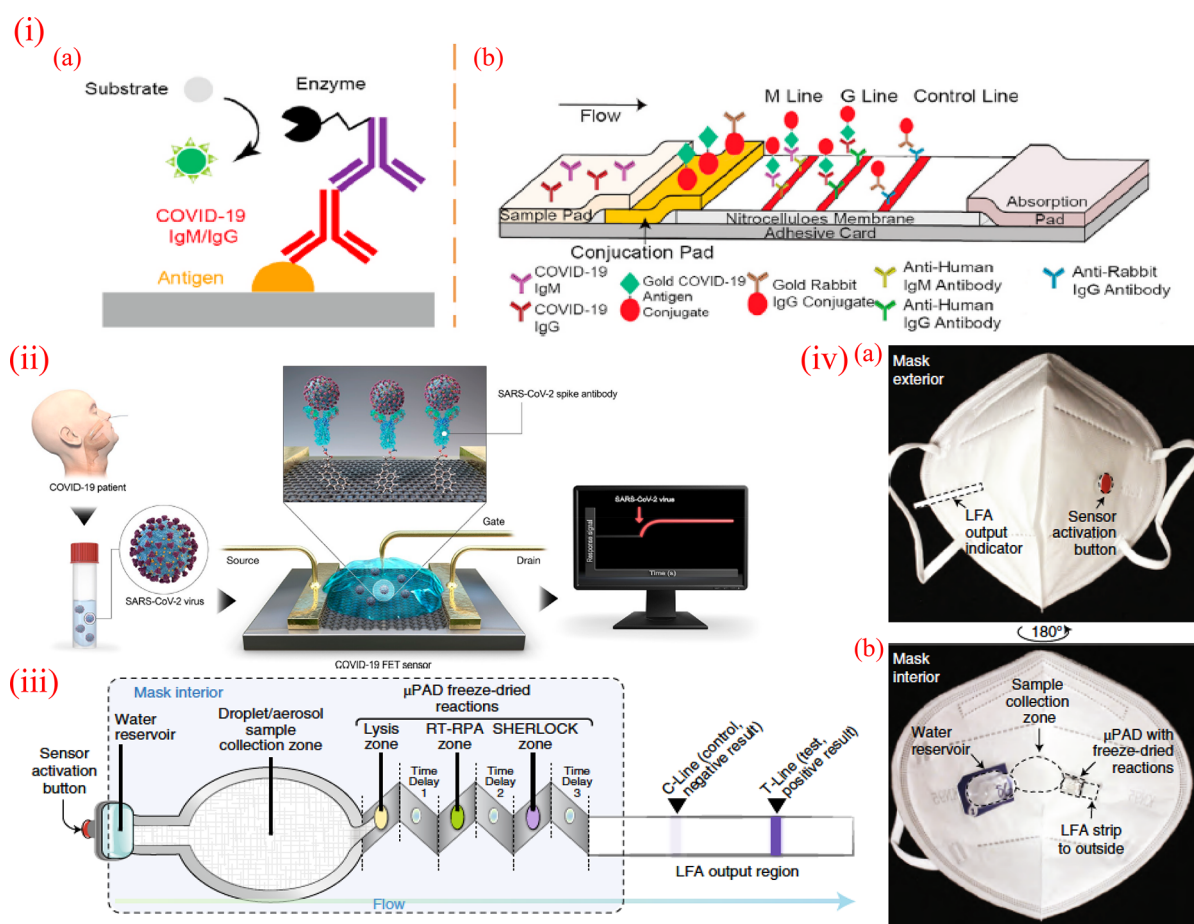 (i)
(a)
Substrate
Enzyme
COVID-19
IgM/IgG
Antigen
(b)
Flow
M Line
G Line
Control Line
Sample Pad
Nitrocelluloes Membrane
Absorption
Pad
Adhesive Card
Conjucation Pad
COVID-19
IgM
COVID-19
IgG
Gold COVID-19
Antigen
Conjugate
Gold Rabbit
IgG Conjugate
Anti-Human
IgM Antibody
Anti-Human
IgG Antibody
Anti-Rabbit
IgG Antibody
(ii)
COVID-19 patient
SARS-CoV-2 virus
SARS-CoV-2 spike antibody
Source
Gate
Drain
COVID-19 FET sensor
SARS-CoV-2 virus
Response signal
Time (s)
(iii)
Mask interior
Sensor
activation
button
Water
reservoir
Droplet/aerosol
sample
collection zone
µPAD freeze-dried
reactions
Lysis
zone
RT-RPA
zone
SHERLOCK
zone
Time
Delay
1
Time
Delay
2
Time
Delay
3
C-Line (control,
negative result)
T-Line (test,
positive result)
LFA output region
Flow
(iv)
(a)
Mask
exterior
LFA
output
indicator
Sensor
activation
button
180°
(b)
Mask
interior
Sample
collection
zone
Water
reservoir
µPAD with
freeze-dried
reactions
LFA strip
to outside